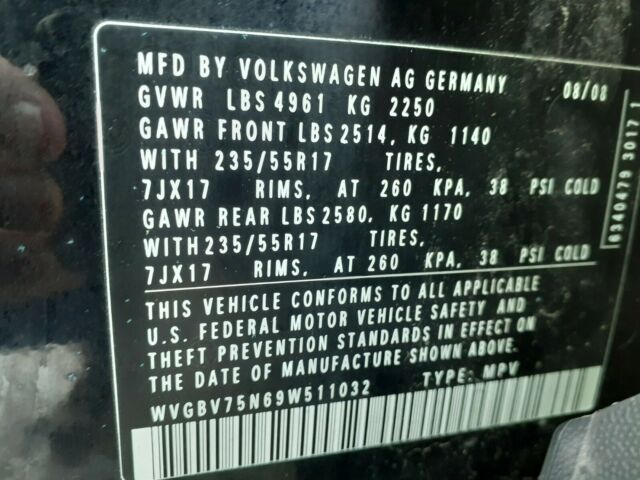 MFD BY VOLKSWAGEN AG GERMANY 08/08
GVWR LBS 4961 KG 2250
GAWR FRONT LBS 2514, KG 1140
WITH 235/55R17 TIRES,
7JX17 RIMS, AT 260 KPA, 38 PSI COLD
GAWR REAR LBS 2580, KG 1170
WITH 235/55R17 TIRES,
7JX17 RIMS, AT 260 KPA, 38 PSI COLD
THIS VEHICLE CONFORMS TO ALL APPLICABLE
U.S. FEDERAL MOTOR VEHICLE SAFETY AND
THEFT PREVENTION STANDARDS IN EFFECT ON
THE DATE OF MANUFACTURE SHOWN ABOVE.
WVGBV75N69W511032 TYPE: MPV
6340479 3017